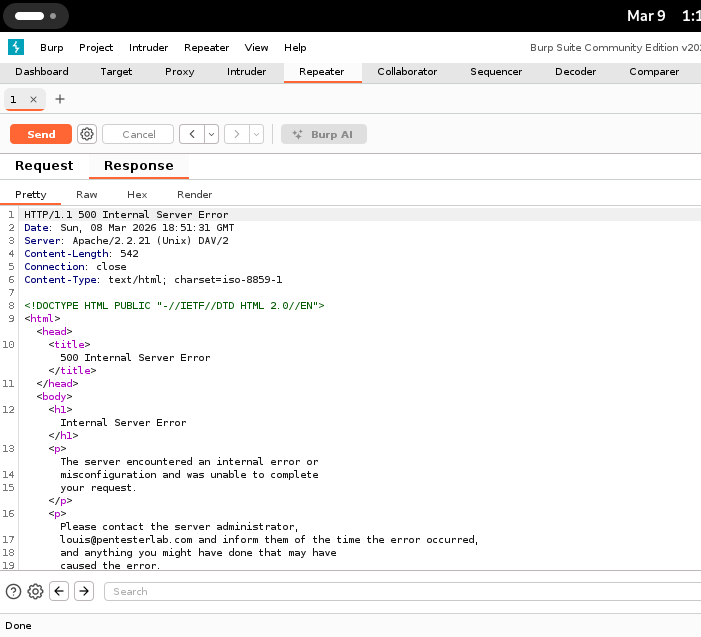 Mar 9 1:1
Burp Project Intruder Repeater View Help Burp Suite Community Edition v202
Dashboard Target Proxy Intruder Repeater Collaborator Sequencer Decoder Comparer
1 × +
Send Cancel < > Burp AI
Request Response
Pretty Raw Hex Render
1 HTTP/1.1 500 Internal Server Error
2 Date: Sun, 08 Mar 2026 18:51:31 GMT
3 Server: Apache/2.2.21 (Unix) DAV/2
4 Content-Length: 542
5 Connection: close
6 Content-Type: text/html; charset=iso-8859-1
7
8 <!DOCTYPE HTML PUBLIC "-//IETF//DTD HTML 2.0//EN">
9 <html>
<head>
10 <title>
500 Internal Server Error
</title>
11 </head>
<body>
12 <h1>
Internal Server Error
</h1>
13 <p>
The server encountered an internal error or
14 misconfiguration and was unable to complete
15 your request.
</p>
16 <p>
Please contact the server administrator,
17 louis@pentesterlab.com and inform them of the time the error occurred,
18 and anything you might have done that may have
19 caused the error.
Search
Done